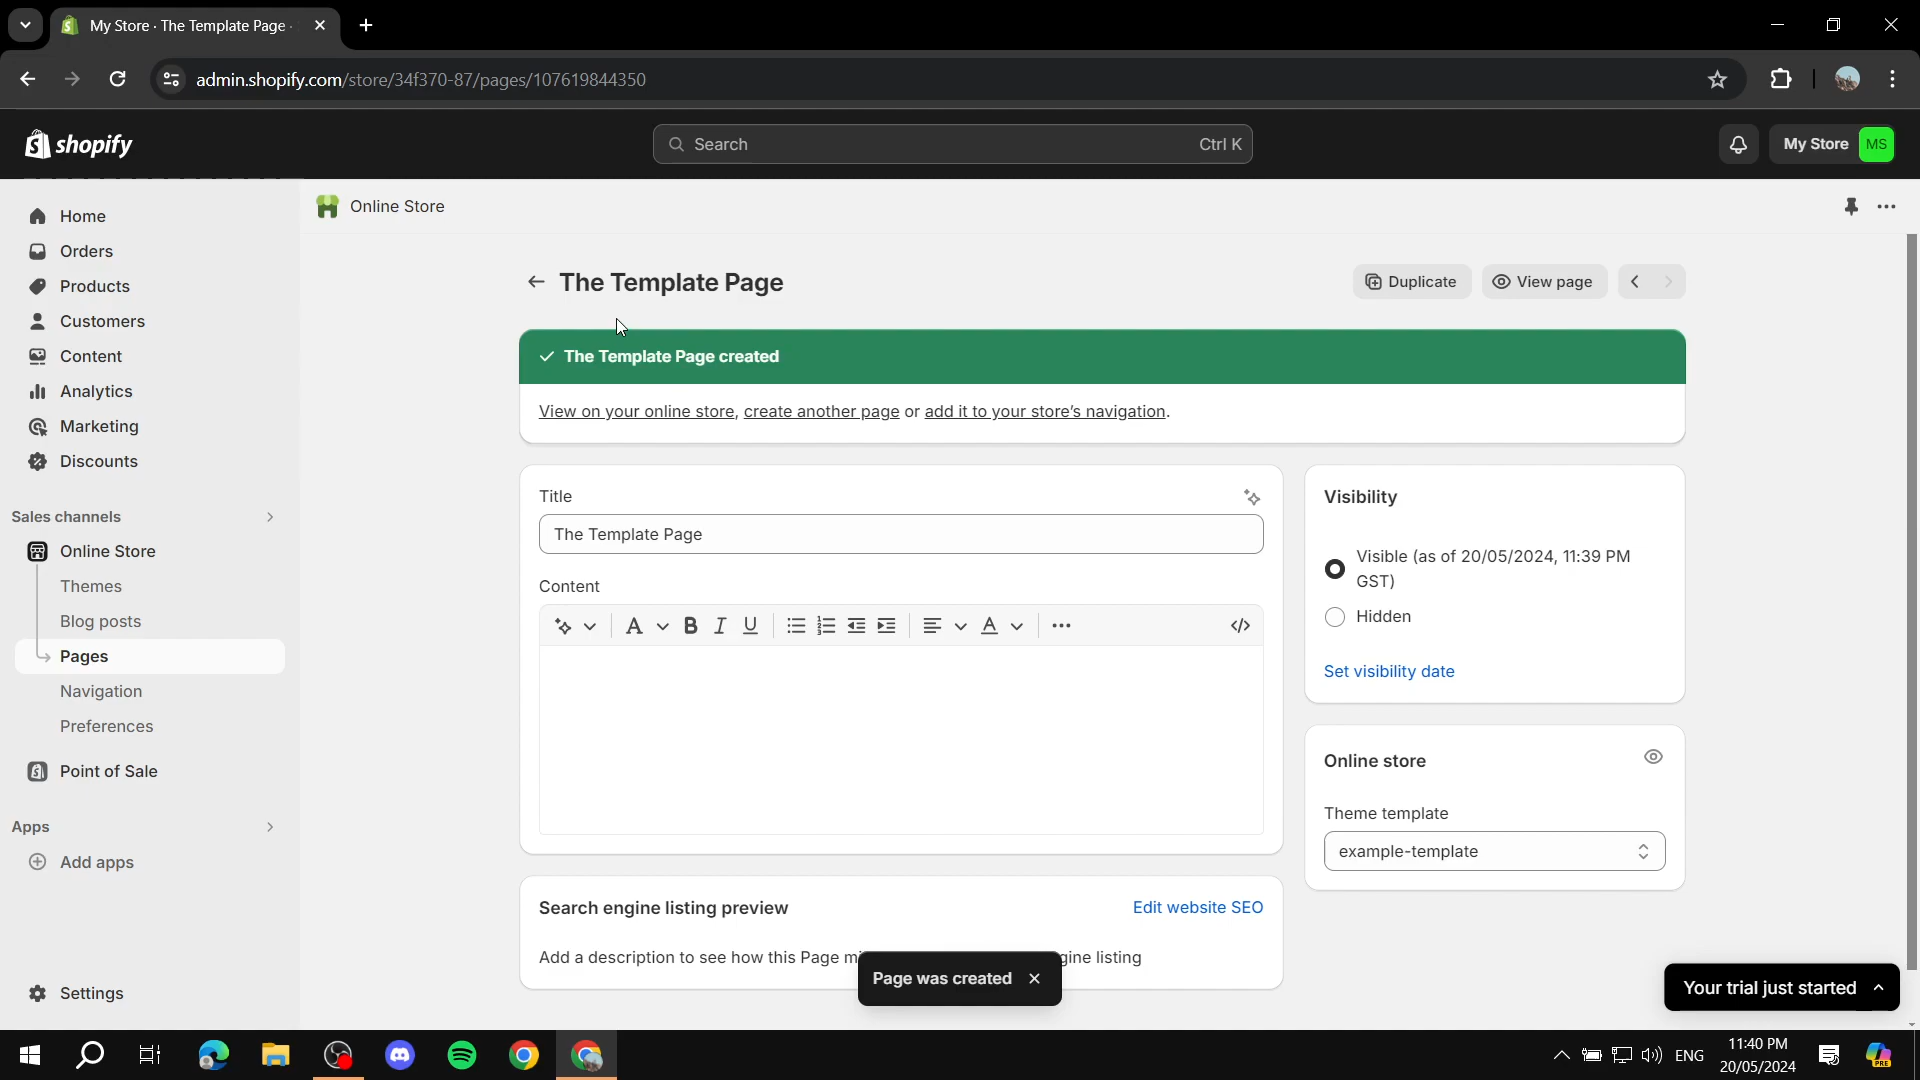 My Store · The Template Page ·
admin.shopify.com/store/34f370-87/pages/107619844350
shopify
Search
Ctrl K
My Store
MS
Home
Orders
Products
Customers
Content
Analytics
Marketing
Discounts
Sales channels
Online Store
Themes
Blog posts
Pages
Navigation
Preferences
Point of Sale
Apps
Add apps
Settings
Online Store
The Template Page
Duplicate
View page
The Template Page created
View on your online store, create another page or add it to your store's navigation.
Title
The Template Page
Content
Visibility
Visible (as of 20/05/2024, 11:39 PM
GST)
Hidden
Set visibility date
Online store
Theme template
example-template
Search engine listing preview
Edit website SEO
Add a description to see how this Page mi
gine listing
Page was created
Your trial just started
ENG
11:40 PM
20/05/2024
PRE